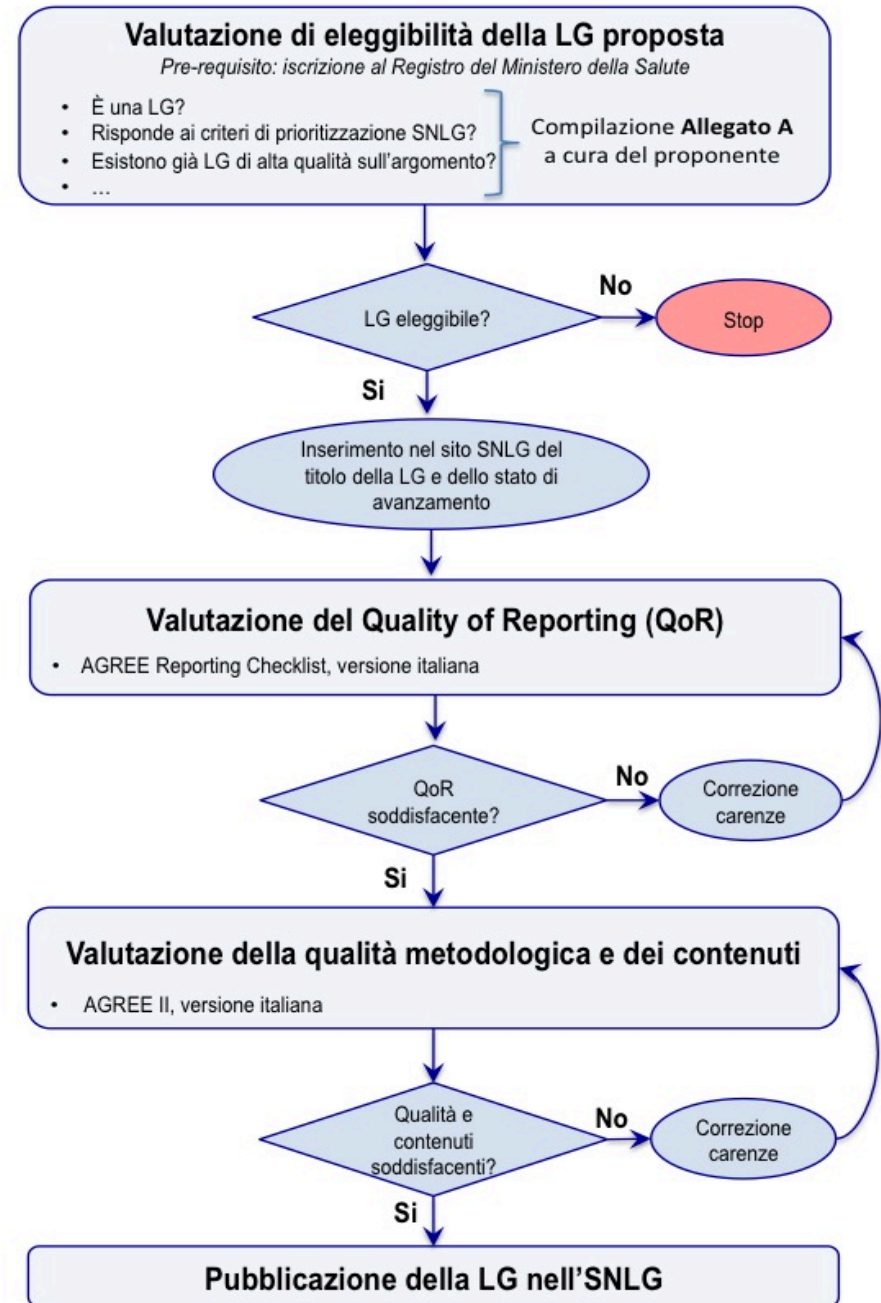 Valutazione di eleggibilità della LG proposta
Pre-requisito: iscrizione al Registro del Ministero della Salute
• È una LG?
• Risponde ai criteri di prioritizzazione SNLG?
• Esistono già LG di alta qualità sull'argomento?
• ...
Compilazione Allegato A
a cura del proponente
LG eleggibile?
No
Stop
Si
Inserimento nel sito SNLG del
titolo della LG e dello stato di
avanzamento
Valutazione del Quality of Reporting (QoR)
• AGREE Reporting Checklist, versione italiana
QoR
soddisfacente?
No
Correzione
carenze
Si
Valutazione della qualità metodologica e dei contenuti
• AGREE II, versione italiana
Qualità e
contenuti
soddisfacenti?
No
Correzione
carenze
Si
Pubblicazione della LG nell'SNLG